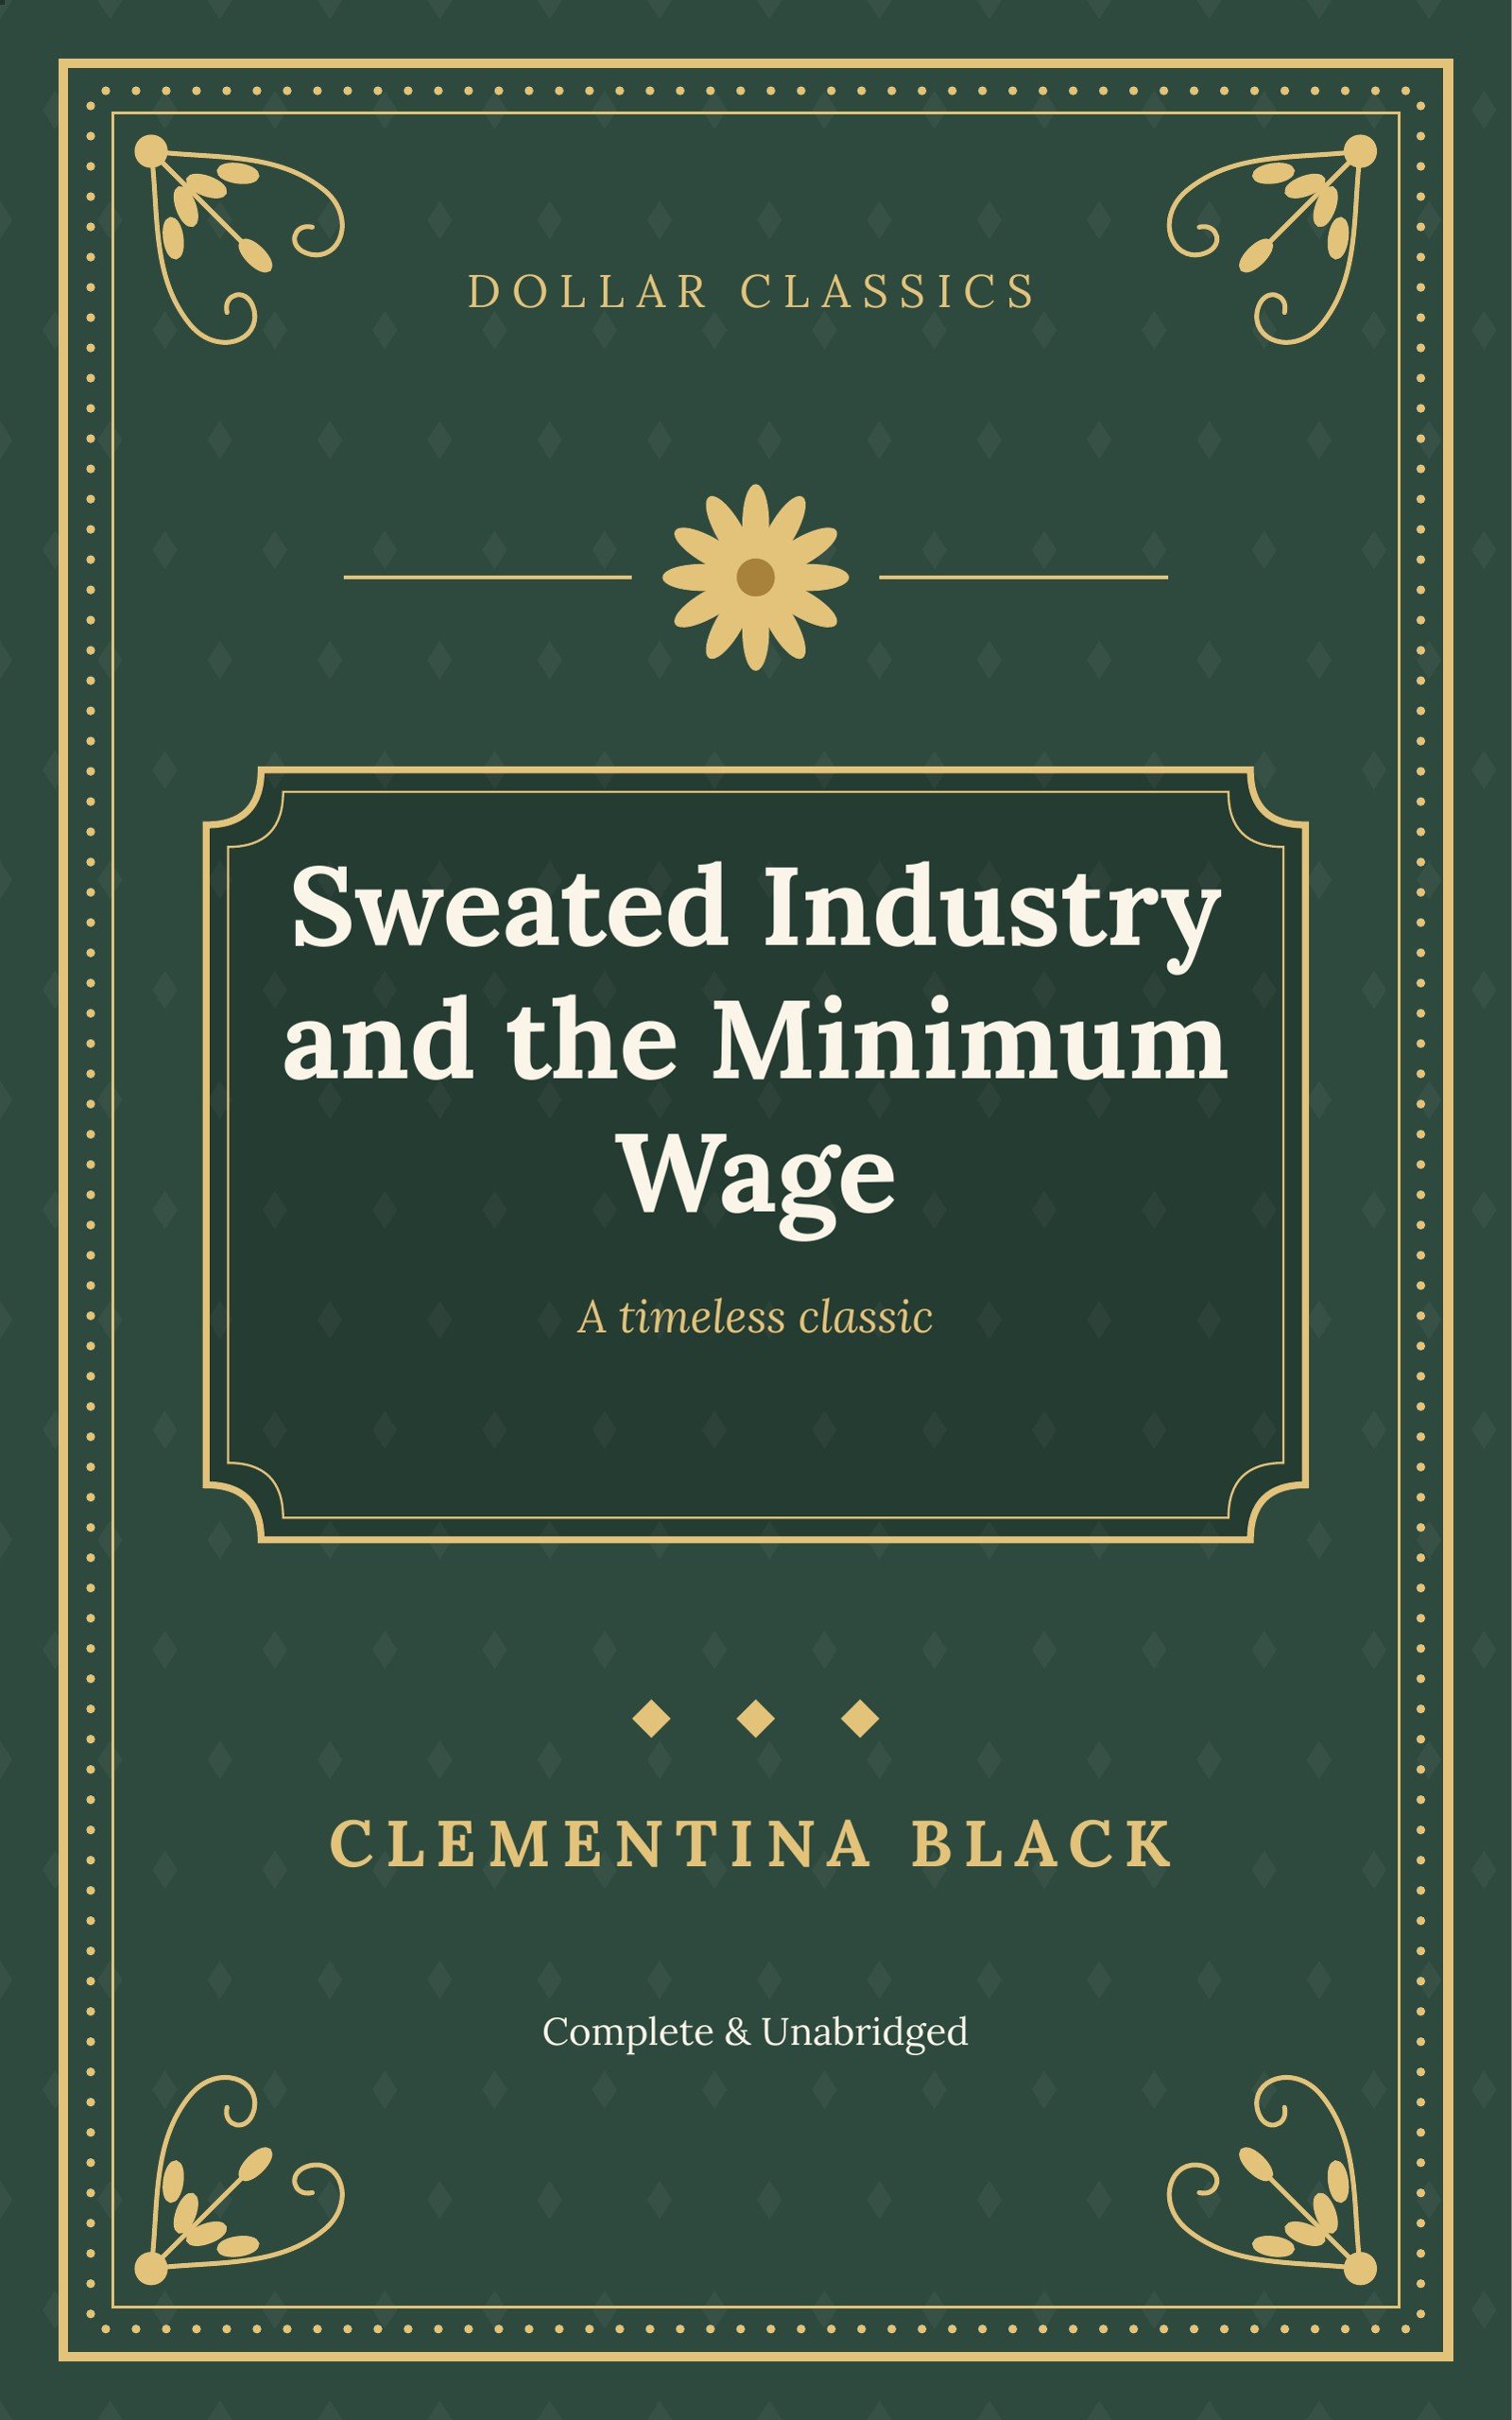 DOLLAR CLASSICS
Sweated Industry
and the Minimum
Wage
A timeless classic
CLEMENTINA BLACK
Complete & Unabridged